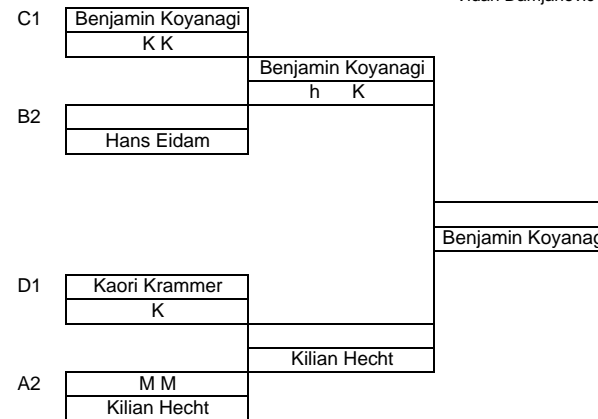 C1 Benjamin Koyanagi
K K
Benjamin Koyanagi
h K
B2
Hans Eidam
D1 Kaori Krammer
K
Kilian Hecht
A2 M M
Kilian Hecht